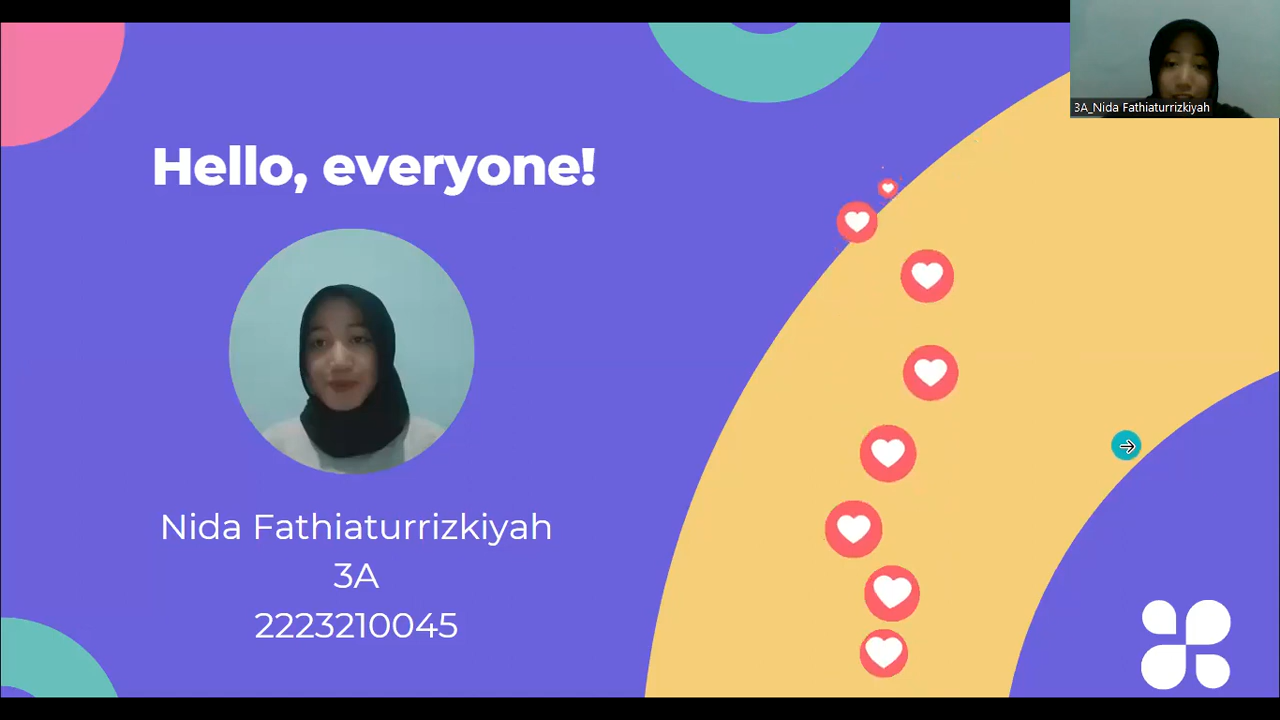 Hello, everyone!
3A_Nida Fathiaturrizkiyah
Nida Fathiaturrizkiyah
3A
2223210045